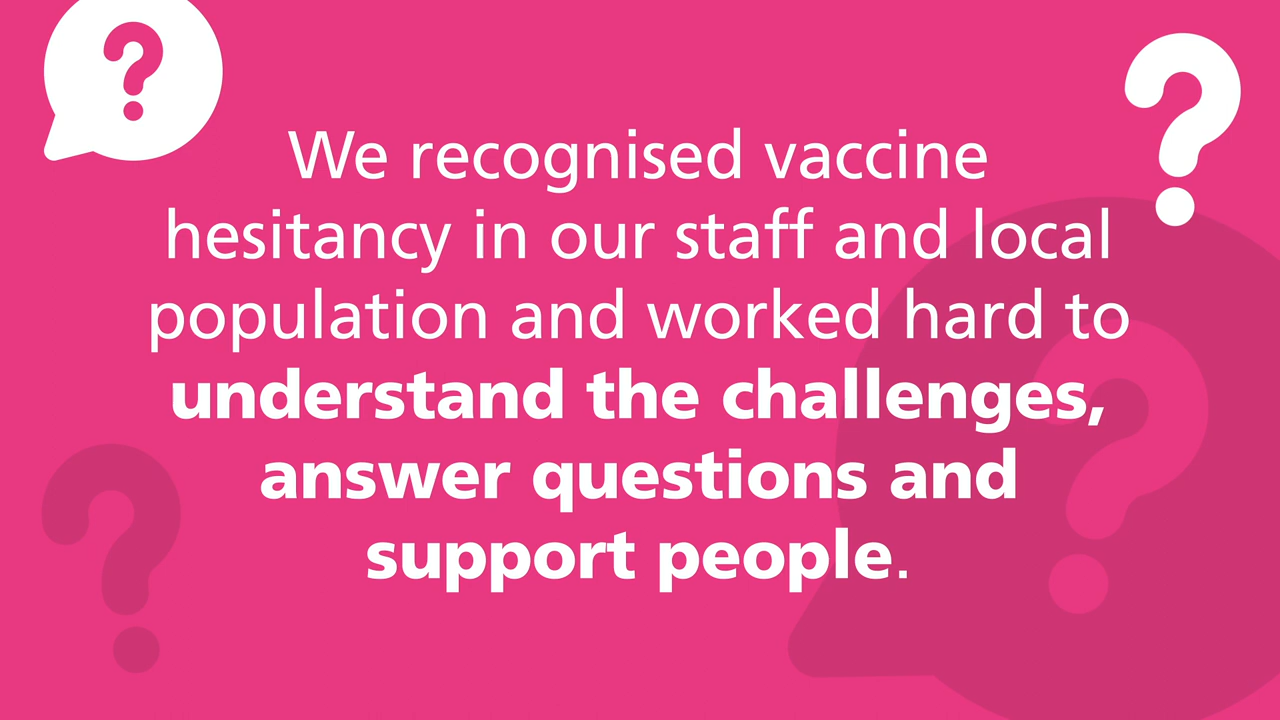 We recognised vaccine
hesitancy in our staff and local
population and worked hard to
understand the challenges,
answer questions and
support people.